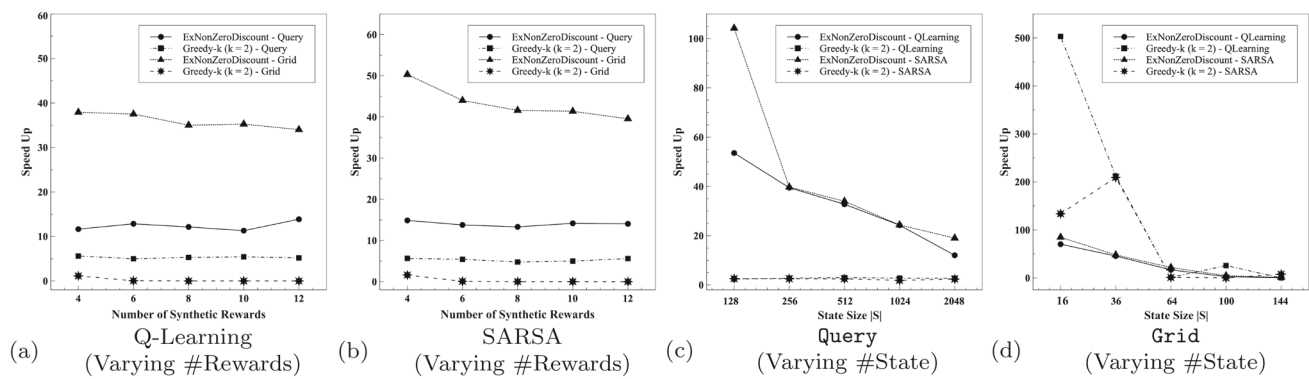 60
50
40
30
20
10
0
Speed Up
ExNonZeroDiscount - Query
Greedy-k (k = 2) - Query
ExNonZeroDiscount - Grid
Greedy-k (k = 2) - Grid
4 6 8 10 12
Number of Synthetic Rewards
(a) Q-Learning
(Varying #Rewards)
60
50
40
30
20
10
0
Speed Up
ExNonZeroDiscount - Query
Greedy-k (k = 2) - Query
ExNonZeroDiscount - Grid
Greedy-k (k = 2) - Grid
4 6 8 10 12
Number of Synthetic Rewards
(b) SARSA
(Varying #Rewards)
100
80
60
40
20
0
Speed Up
ExNonZeroDiscount - QLearning
Greedy-k (k = 2) - QLearning
ExNonZeroDiscount - SARSA
Greedy-k (k = 2) - SARSA
128 256 512 1024 2048
State Size |S|
(c) Query
(Varying #State)
500
400
300
200
100
0
Speed Up
ExNonZeroDiscount - QLearning
Greedy-k (k = 2) - QLearning
ExNonZeroDiscount - SARSA
Greedy-k (k = 2) - SARSA
16 36 64 100 144
State Size |S|
(d) Grid
(Varying #State)